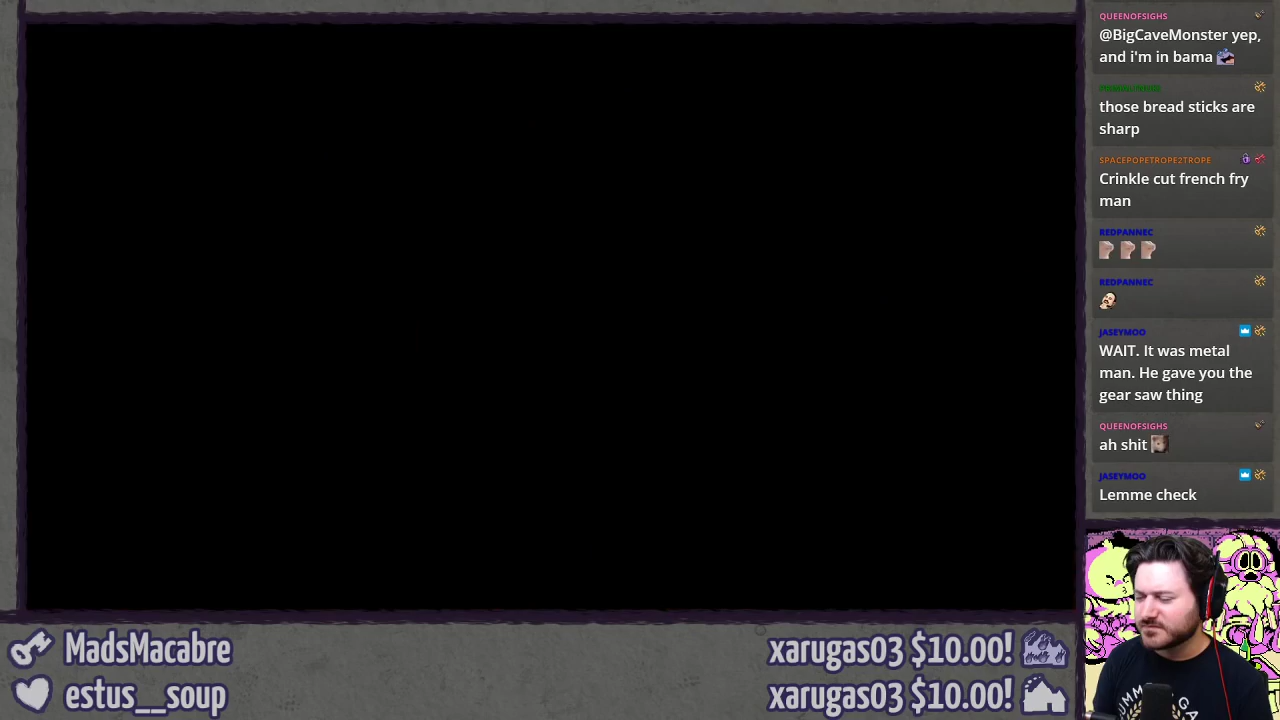 QUEENOFSIGHS
@BigCaveMonster yep,
and i'm in bama
those bread sticks are
sharp
SPACEPOPETROPE2TROPE
Crinkle cut french fry
man
REDPANNEC
REDPANNEC
JASEYMOO
WAIT. It was metal
man. He gave you the
gear saw thing
QUEENOFSIGHS
ah shit
JASEYMOO
Lemme check
MadsMacabre
estus__soup
xarugas03 $10.00!
xarugas03 $10.00!